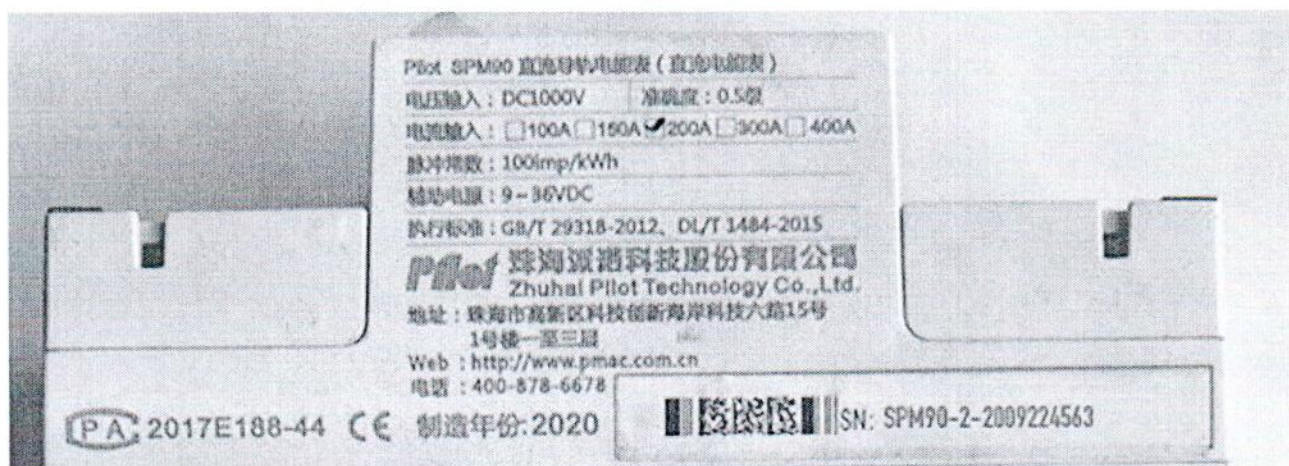 Pilot SPM90 直流导轨电能表(直流电能表)
电压输入:DC1000V 准确度:0.5级
电流输入:☐100A☐150A☑200A☐300A☐400A
脉冲常数:100imp/kWh
辅助电源:9~36VDC
执行标准:GB/T 29318-2012、DL/T 1484-2015
Pilot 珠海派诺科技股份有限公司
Zhuhai Pilot Technology Co.,Ltd.
地址:珠海市高新区科技创新海岸科技六路15号
1号楼一至三层
Web:http://www.pmac.com.cn
电话:400-878-6678
PA 2017E188-44 CE 制造年份:2020
SN: SPM90-2-2009224563